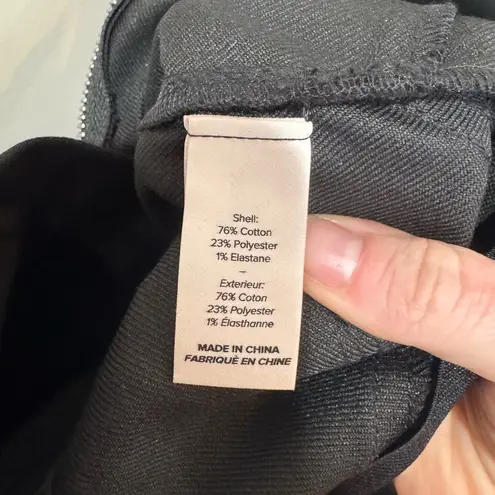 Shell:
76% Cotton
23% Polyester
1% Elastane
–
Exterieur:
76% Coton
23% Polyester
1% Élasthanne
MADE IN CHINA
FABRIQUÈ EN CHINE